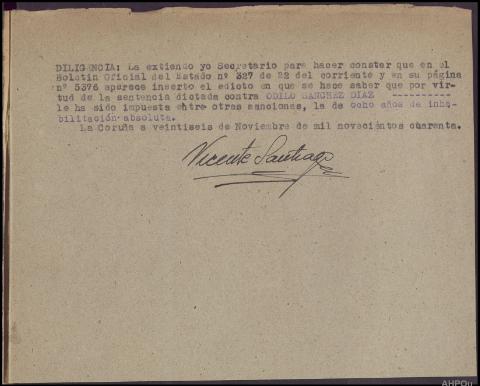 DILIGENCIA: La extiendo yo Secretario para hacer constar que en el
Boletin Oficial del Estado nº 327 de 22 del corriente y en su página
nº 5376 aparece inserto el edicto en que se hace saber que por vir-
tud de la sentencia dictada contra ODILO SANCHEZ DIAZ ----------
le ha sido impuesta entre otras sanciones, la de ocho años de inha-
bilitación absoluta.
La Coruña a veintiseis de Noviembre de mil novecientos cuarenta.
Vicente Santiago
AHPOu